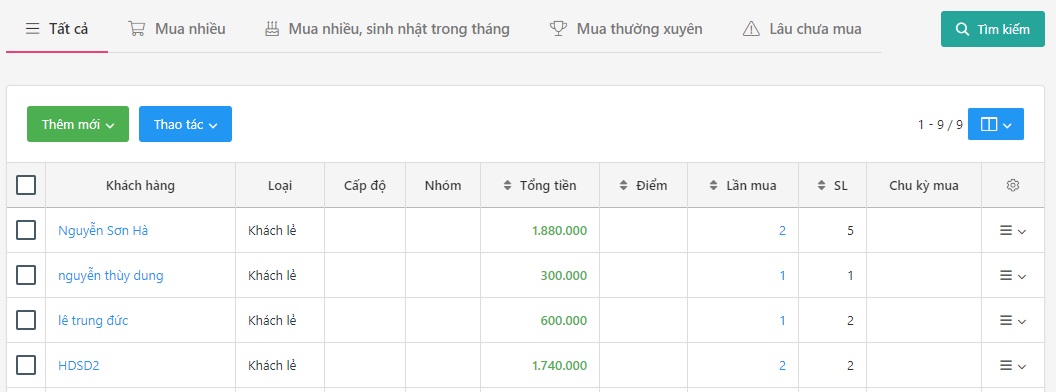 Tất cả Mua nhiều Mua nhiều, sinh nhật trong tháng Mua thường xuyên Lâu chưa mua Tìm kiếm
Thêm mới Thao tác 1 - 9 / 9
Khách hàng Loại Cấp độ Nhóm Tổng tiền Điểm Lần mua SL Chu kỳ mua
Nguyễn Sơn Hà Khách lẻ 1.880.000 2 5
nguyễn thùy dung Khách lẻ 300.000 1 1
lê trung đức Khách lẻ 600.000 1 2
HDSD2 Khách lẻ 1.740.000 2 2